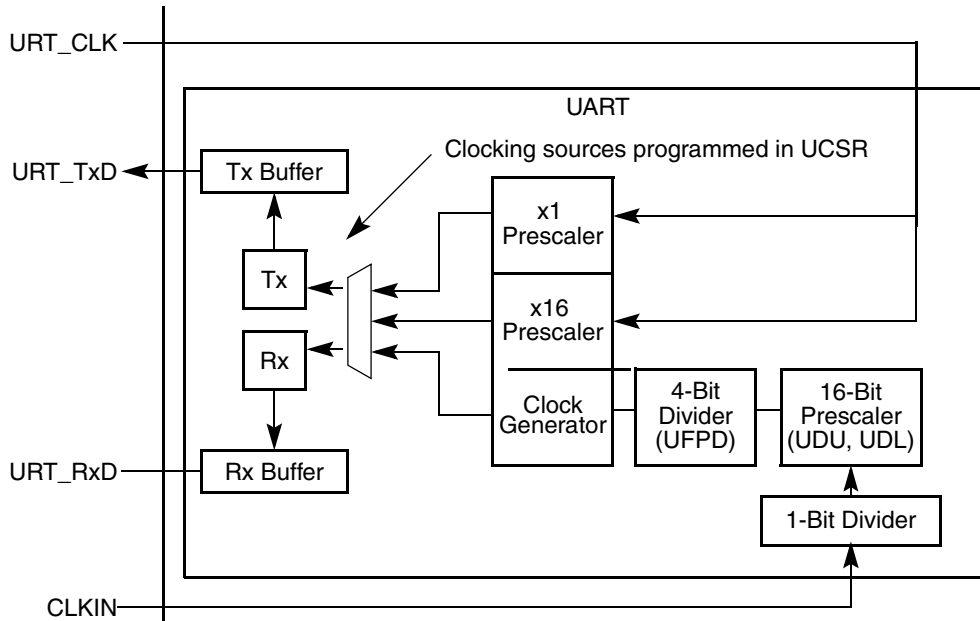 URT_CLK
UART
Clocking sources programmed in UCSR
URT_TxD
Tx Buffer
x1
Prescaler
Tx
x16
Prescaler
Rx
Clock
Generator
4-Bit
Divider
(UFPD)
16-Bit
Prescaler
(UDU, UDL)
URT_RxD
Rx Buffer
1-Bit Divider
CLKIN